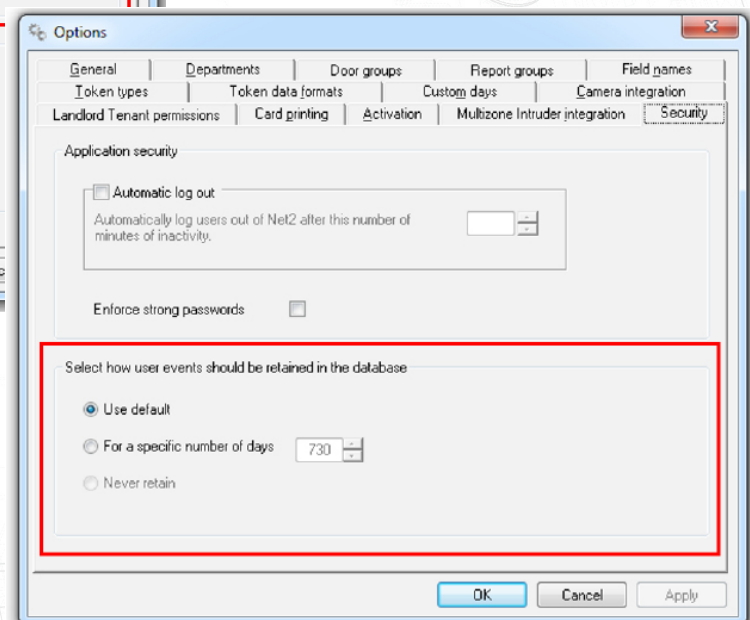 Options
General
Departments
Door groups
Report groups
Field names
Token types
Token data formats
Custom days
Camera integration
Landlord Tenant permissions
Card printing
Activation
Multizone Intruder integration
Security
Application security
Automatic log out
Automatically log users out of Net2 after this number of
minutes of inactivity.
Enforce strong passwords
Select how user events should be retained in the database
Use default
For a specific number of days
730
Never retain
OK
Cancel
Apply